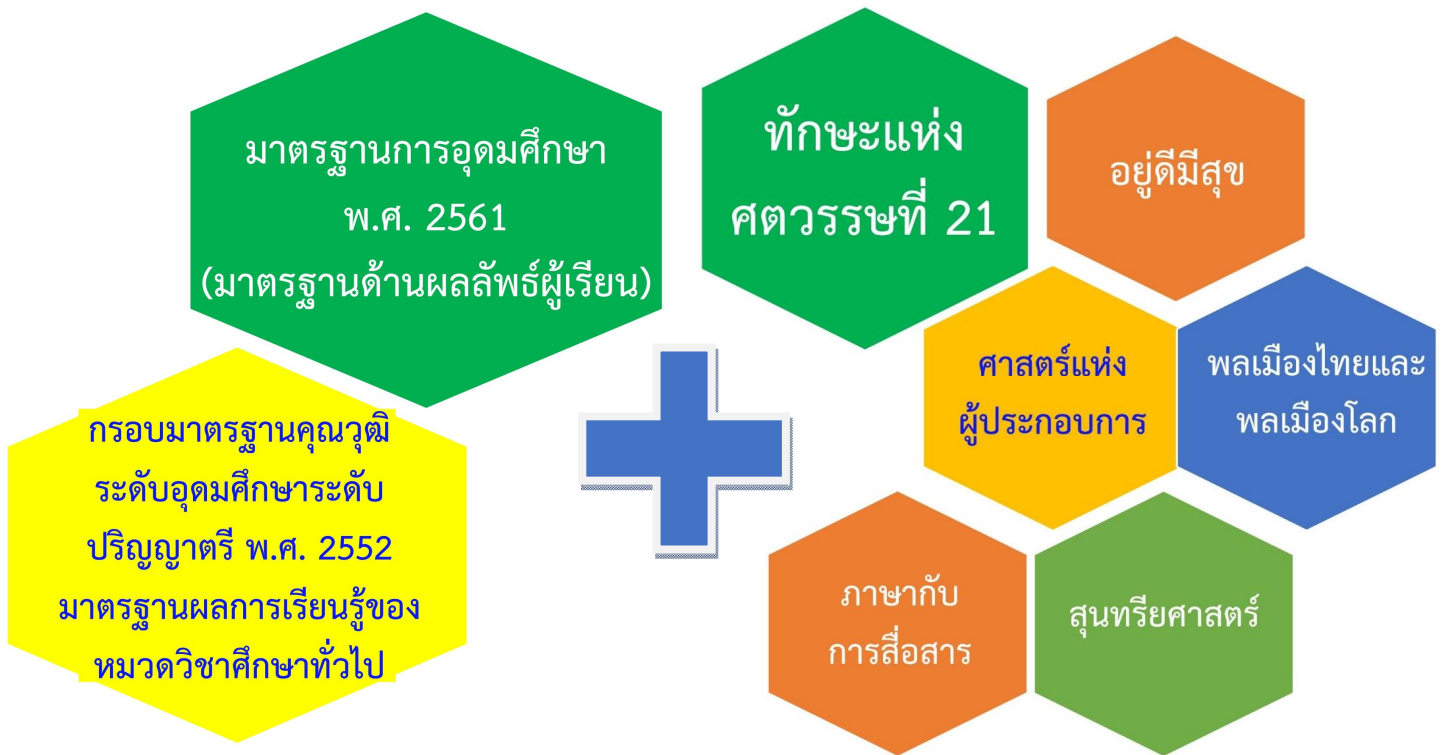 มาตรฐานการอุดมศึกษา
พ.ศ. 2561
(มาตรฐานด้านผลลัพธ์ผู้เรียน)
กรอบมาตรฐานคุณวุฒิ
ระดับอุดมศึกษาระดับ
ปริญญาตรี พ.ศ. 2552
มาตรฐานผลการเรียนรู้ของ
หมวดวิชาศึกษาทั่วไป
ทักษะแห่ง
ศตวรรษที่ 21
อยู่ดีมีสุข
ศาสตร์แห่ง
ผู้ประกอบการ
พลเมืองไทยและ
พลเมืองโลก
ภาษากับ
การสื่อสาร
สุนทรียศาสตร์